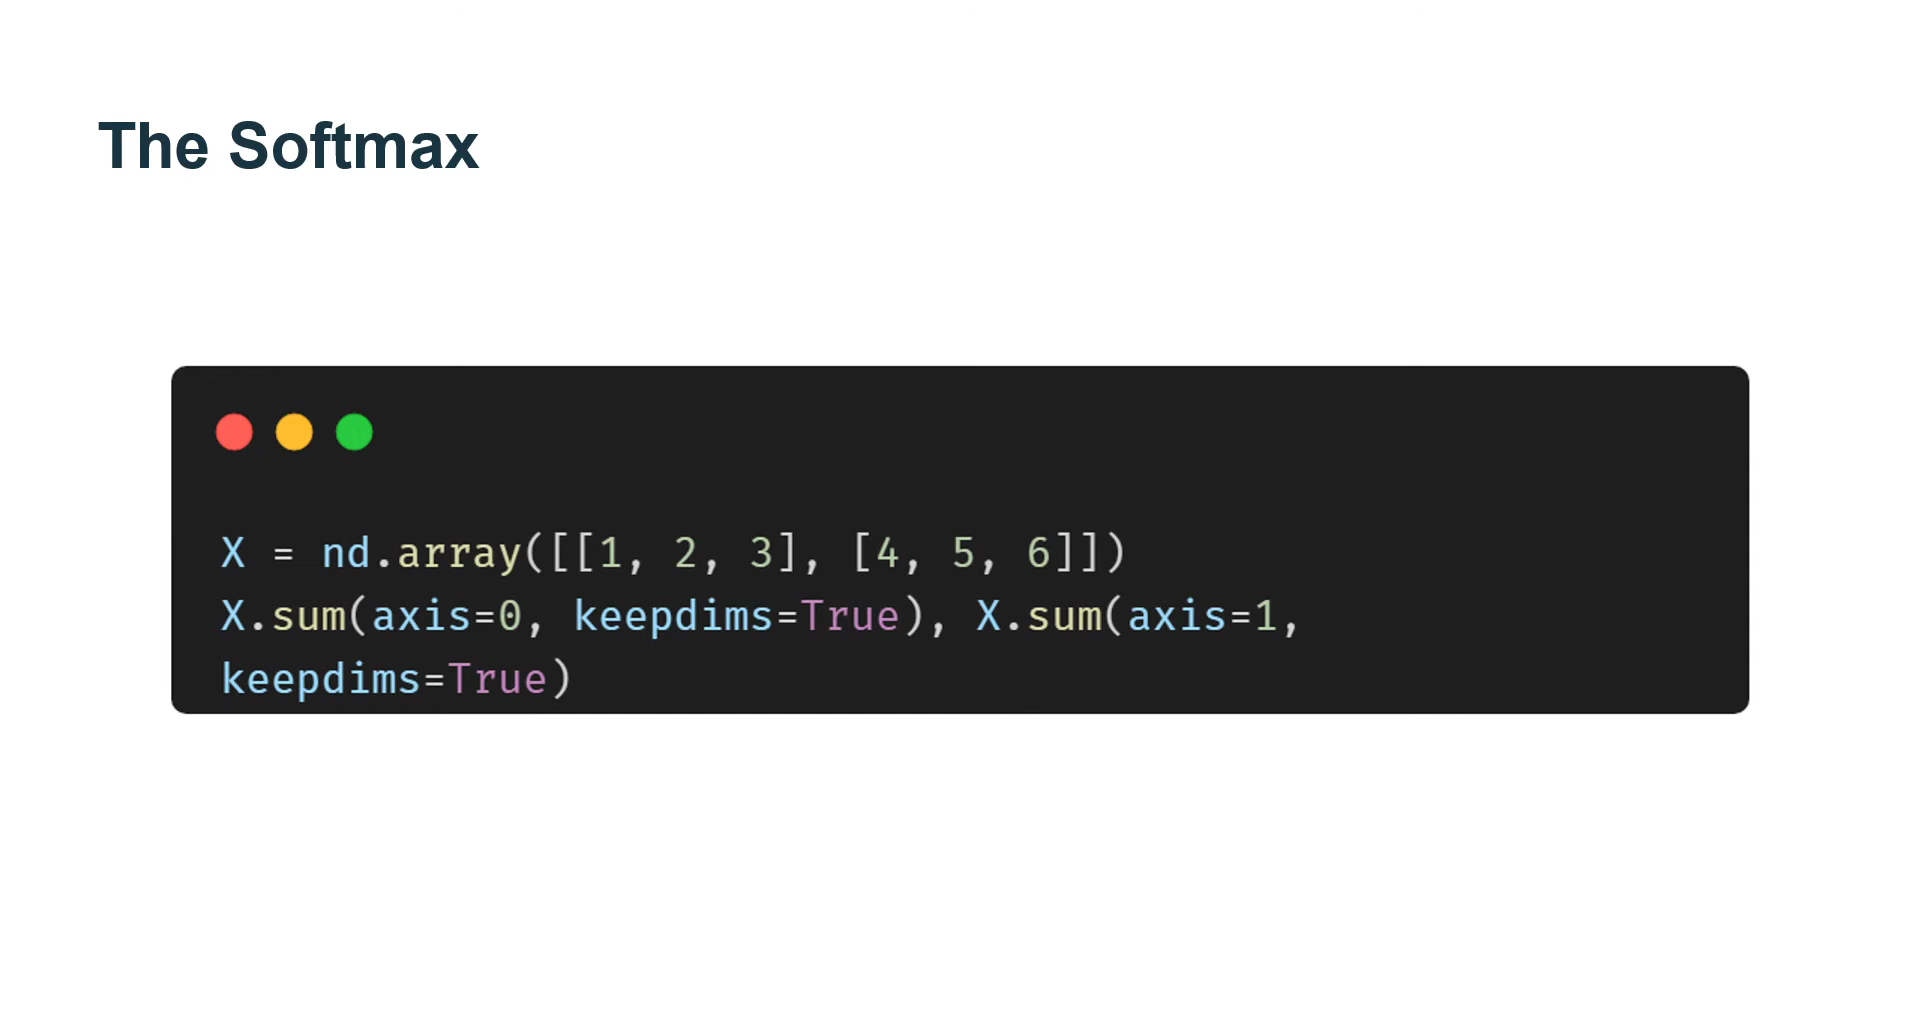 The Softmax
X = nd.array([[1, 2, 3], [4, 5, 6]])
X.sum(axis=0, keepdims=True), X.sum(axis=1,
keepdims=True)